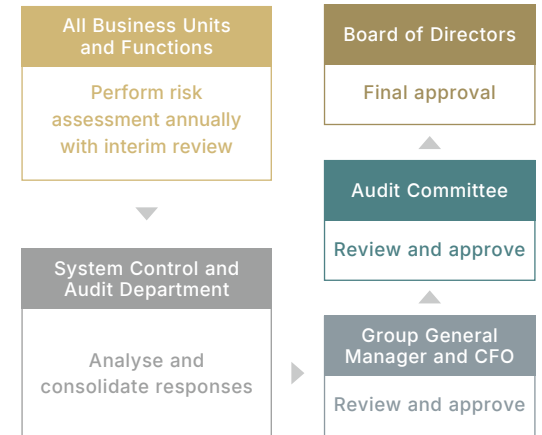 All Business Units
and Functions
Perform risk
assessment annually
with interim review
System Control and
Audit Department
Analyse and
consolidate responses
Group General
Manager and CFO
Review and approve
Audit Committee
Review and approve
Board of Directors
Final approval